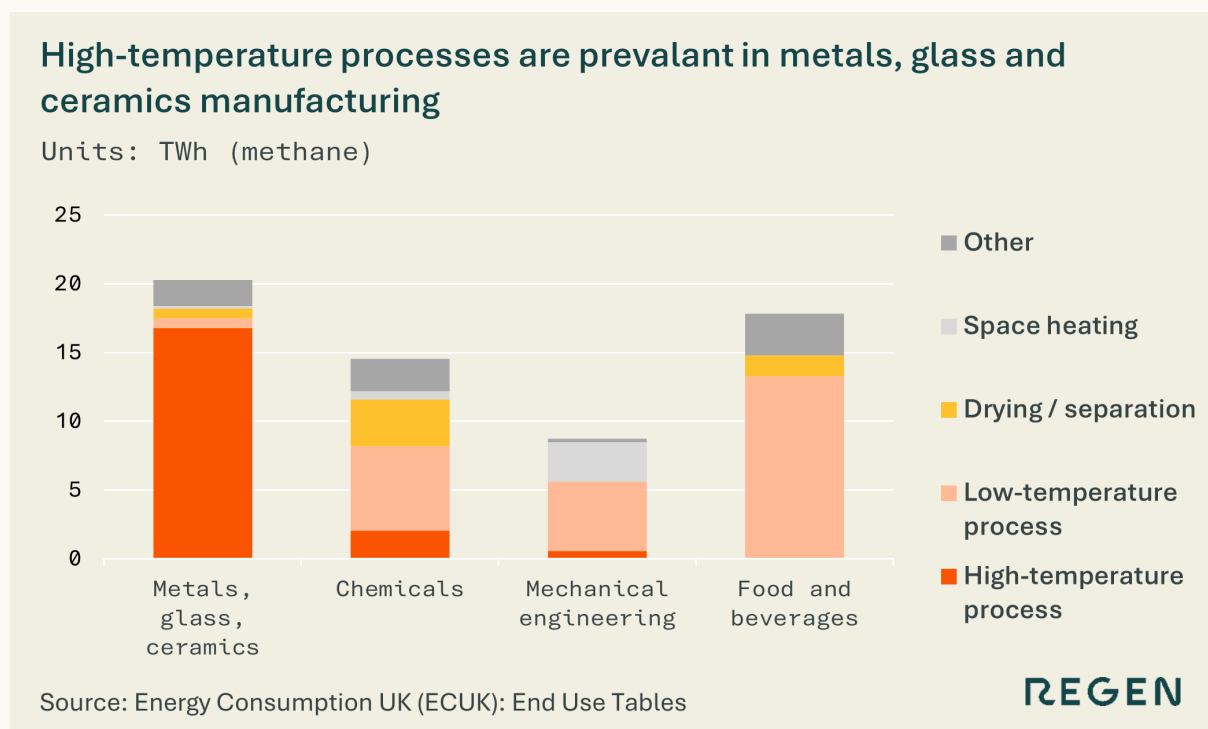 High-temperature processes are prevalant in metals, glass and
ceramics manufacturing
Units: TWh (methane)
25
20
15
10
5
0
Metals,
glass,
ceramics
Chemicals
Mechanical
engineering
Food and
beverages
Other
Space heating
Drying / separation
Low-temperature
process
High-temperature
process
Source: Energy Consumption UK (ECUK): End Use Tables
REGEN